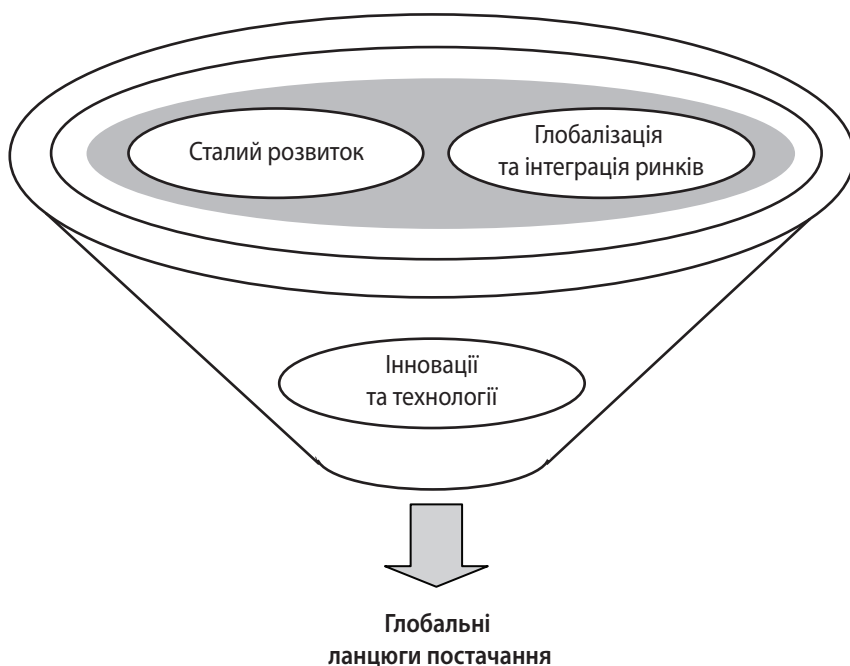 Сталий розвиток
Глобалізація
та інтеграція ринків
Інновації
та технології
Глобальні
ланцюги постачання